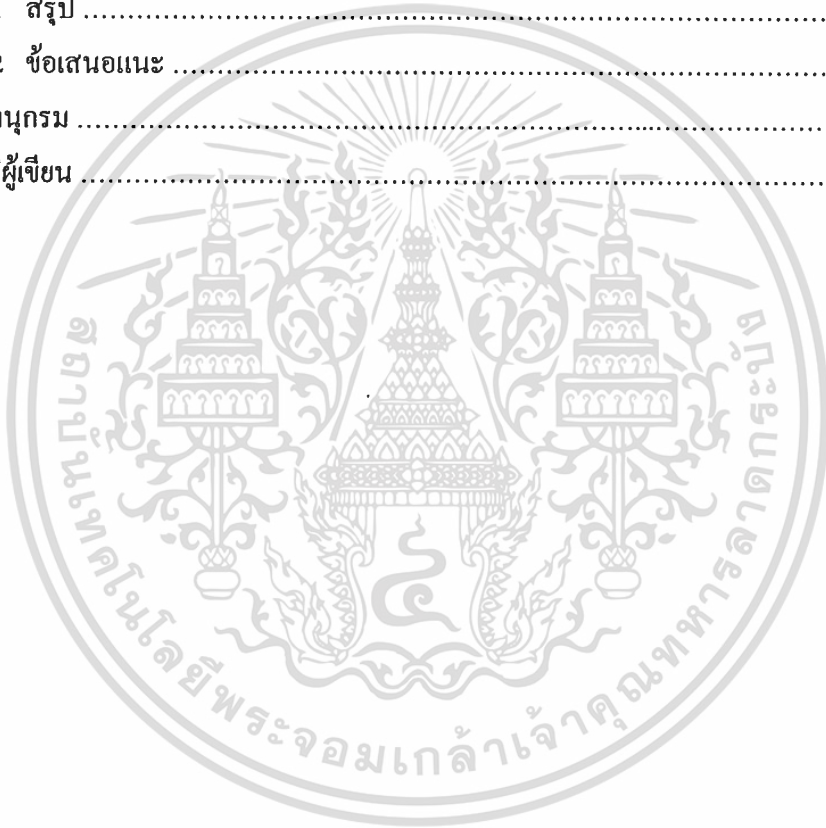 สรุป ........................................................................
ข้อเสนอแนะ ........................................................................
นุกรม ........................................................................
ผู้เขียน ........................................................................
สถาบันเทคโนโลยีพระจอมเกล้าเจ้าคุณทหารลาดกระบัง
๔